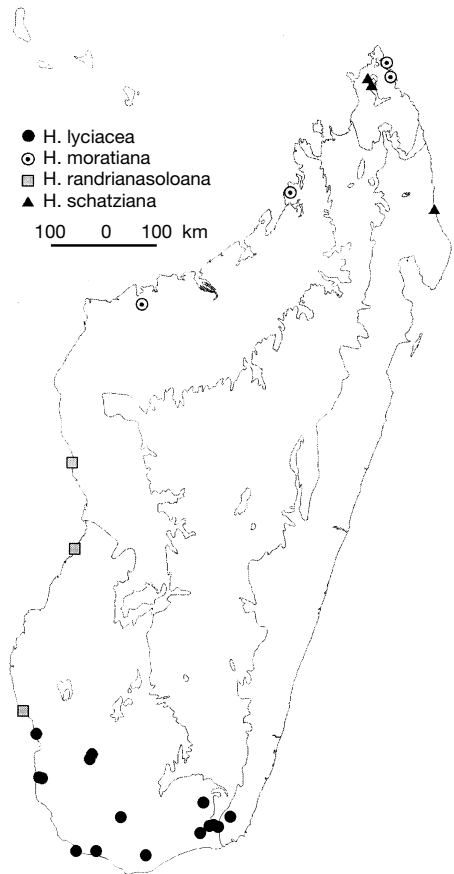 H. lyciacea
H. moratiana
H. randrianasoloana
H. schatziana
100 0 100 km